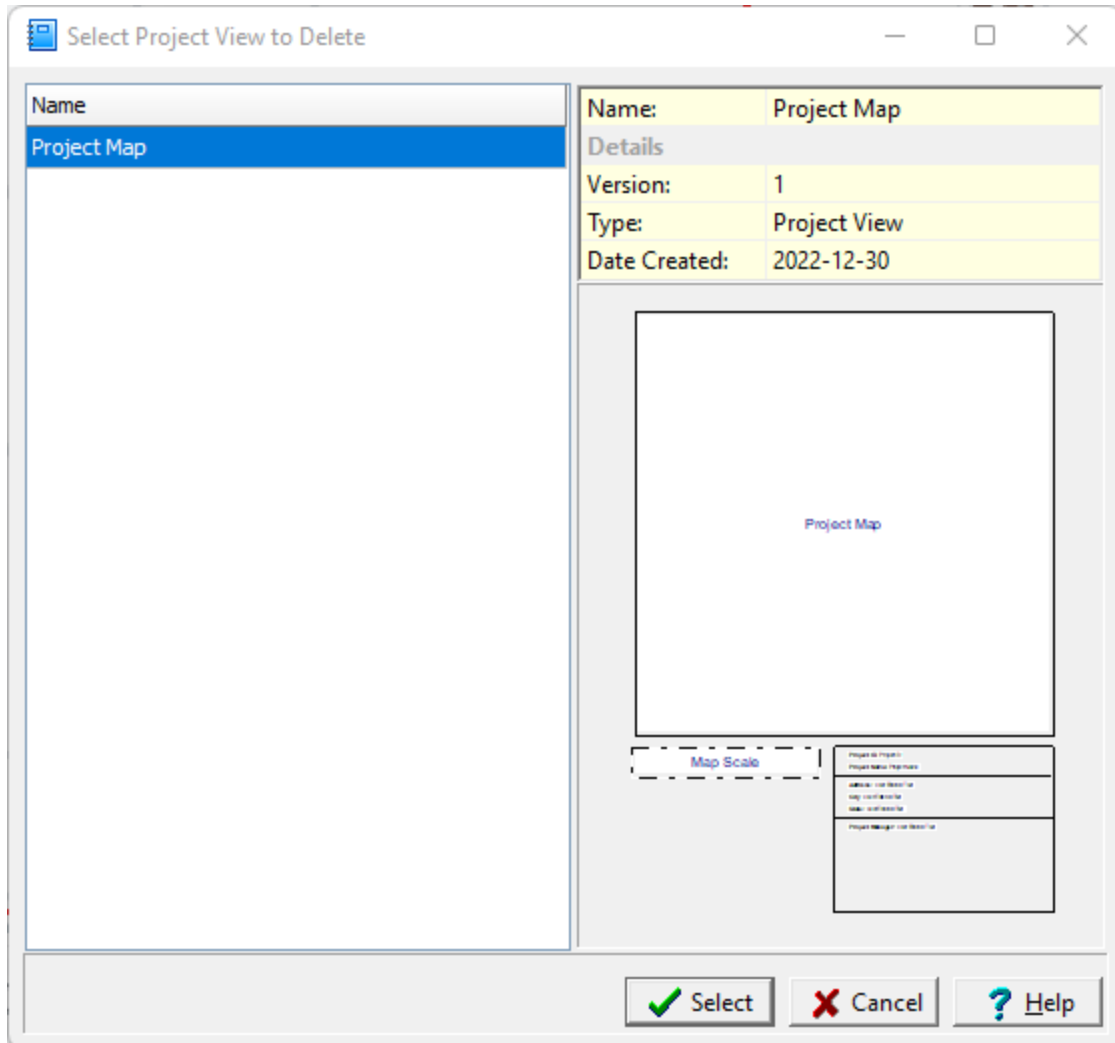 Select Project View to Delete
Name
Project Map
Name: Project Map
Details
Version: 1
Type: Project View
Date Created: 2022-12-30
Project Map
Map Scale
Select
Cancel
Help